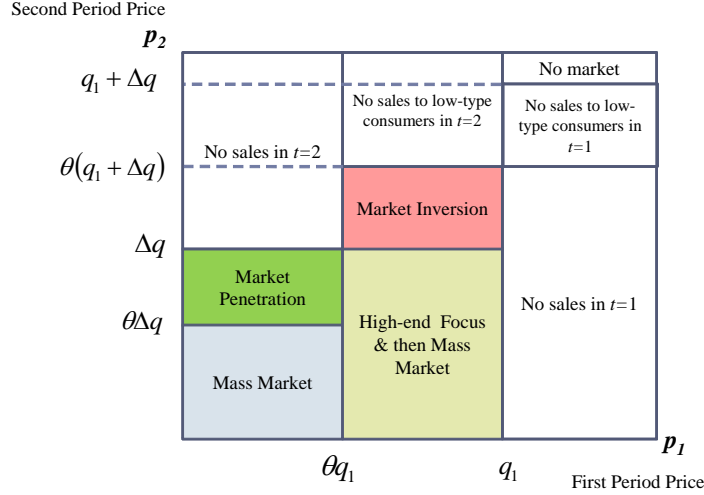 Second Period Price
p₂
No market
q₁ + Δq
No sales to low-type
consumers in t=2
No sales to low-
type consumers in
t=1
No sales in t=2
θ(q₁ + Δq)
Market Inversion
Δq
Market
Penetration
High-end Focus
& then Mass
Market
No sales in t=1
θΔq
Mass Market
p₁
θq₁
q₁
First Period Price